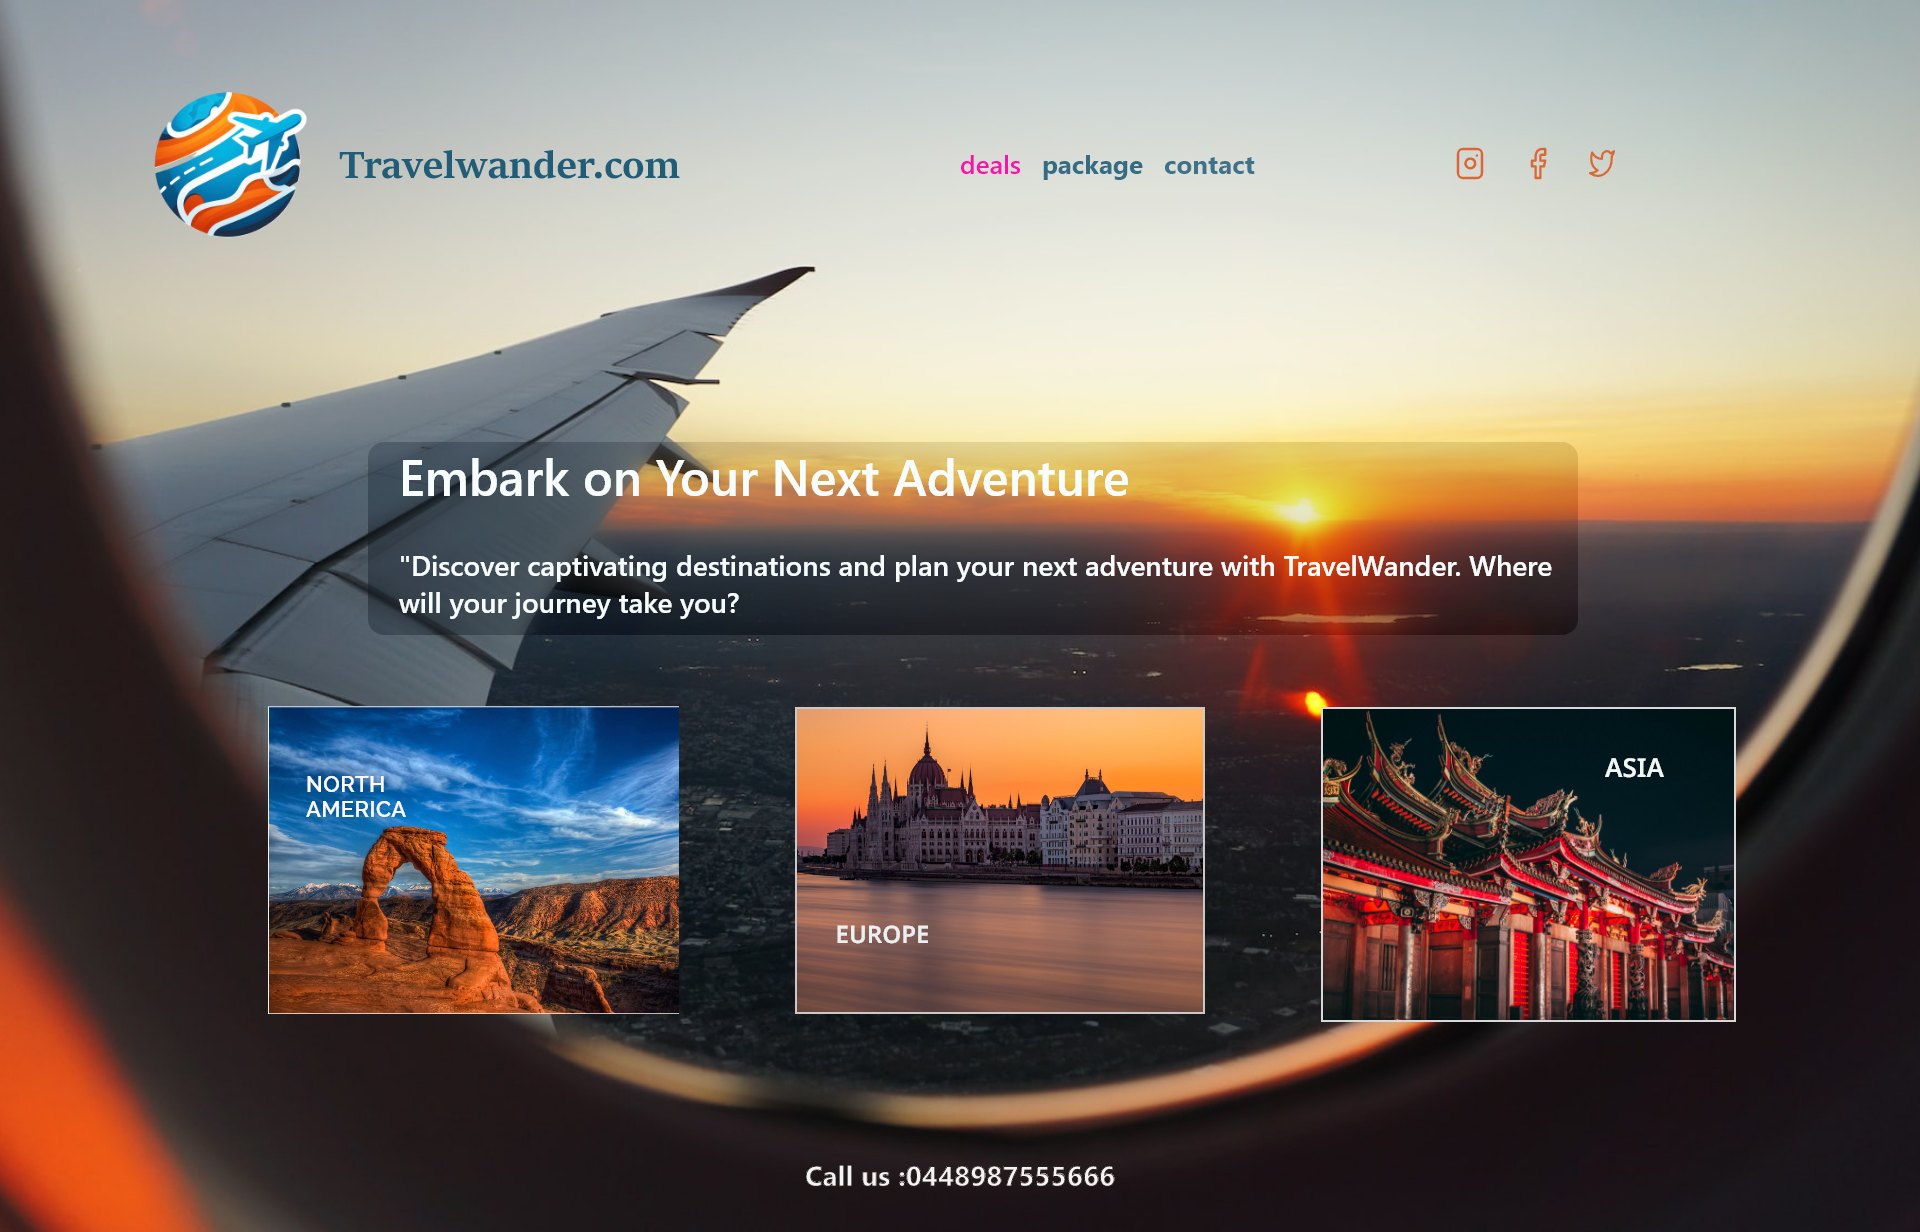 Travelwander.com
deals package contact
Embark on Your Next Adventure
"Discover captivating destinations and plan your next adventure with TravelWander. Where
will your journey take you?
NORTH
AMERICA
EUROPE
ASIA
Call us :0448987555666